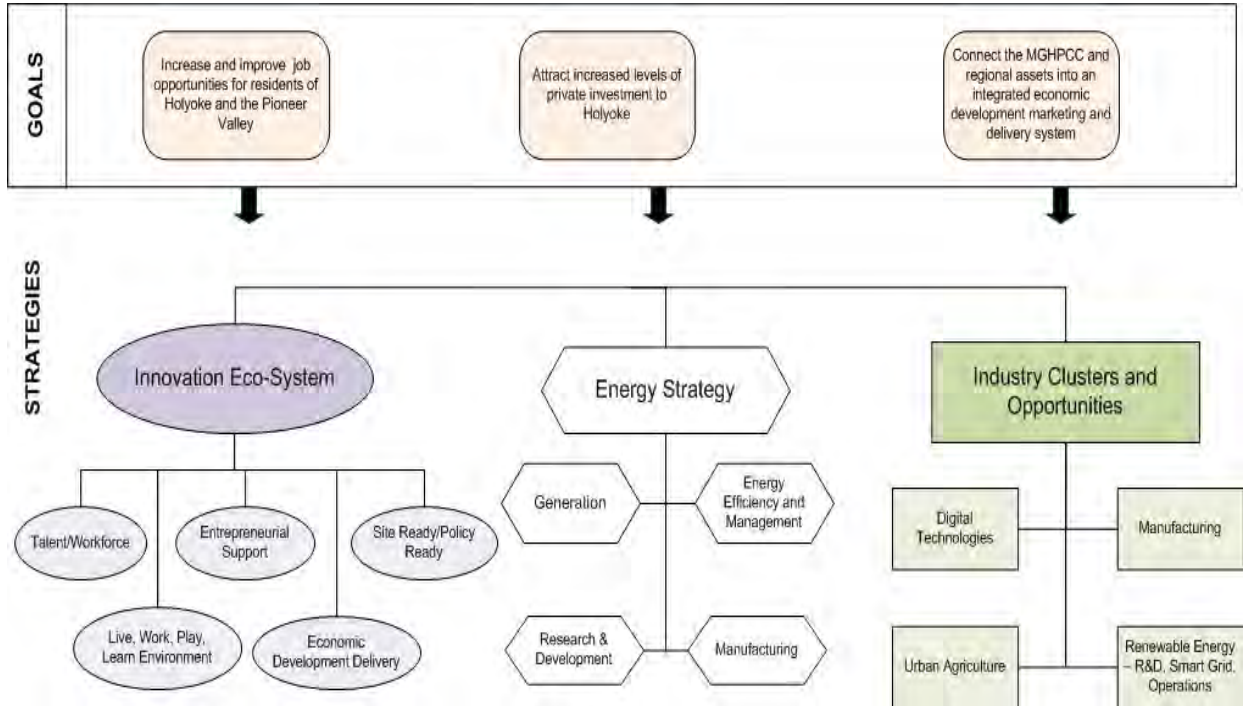 GOALS
Increase and improve job
opportunities for residents of
Holyoke and the Pioneer
Valley
Attract increased levels of
private investment to
Holyoke
Connect the MGHPCC and
regional assets into an
integrated economic
development marketing and
delivery system
STRATEGIES
Innovation Eco-System
Energy Strategy
Industry Clusters and
Opportunities
Talent/Workforce
Entrepreneurial
Support
Site Ready/Policy
Ready
Live, Work, Play,
Learn Environment
Economic
Development Delivery
Generation
Energy
Efficiency and
Management
Research &
Development
Manufacturing
Digital
Technologies
Manufacturing
Urban Agriculture
Renewable Energy
– R&D, Smart Grid,
Operations